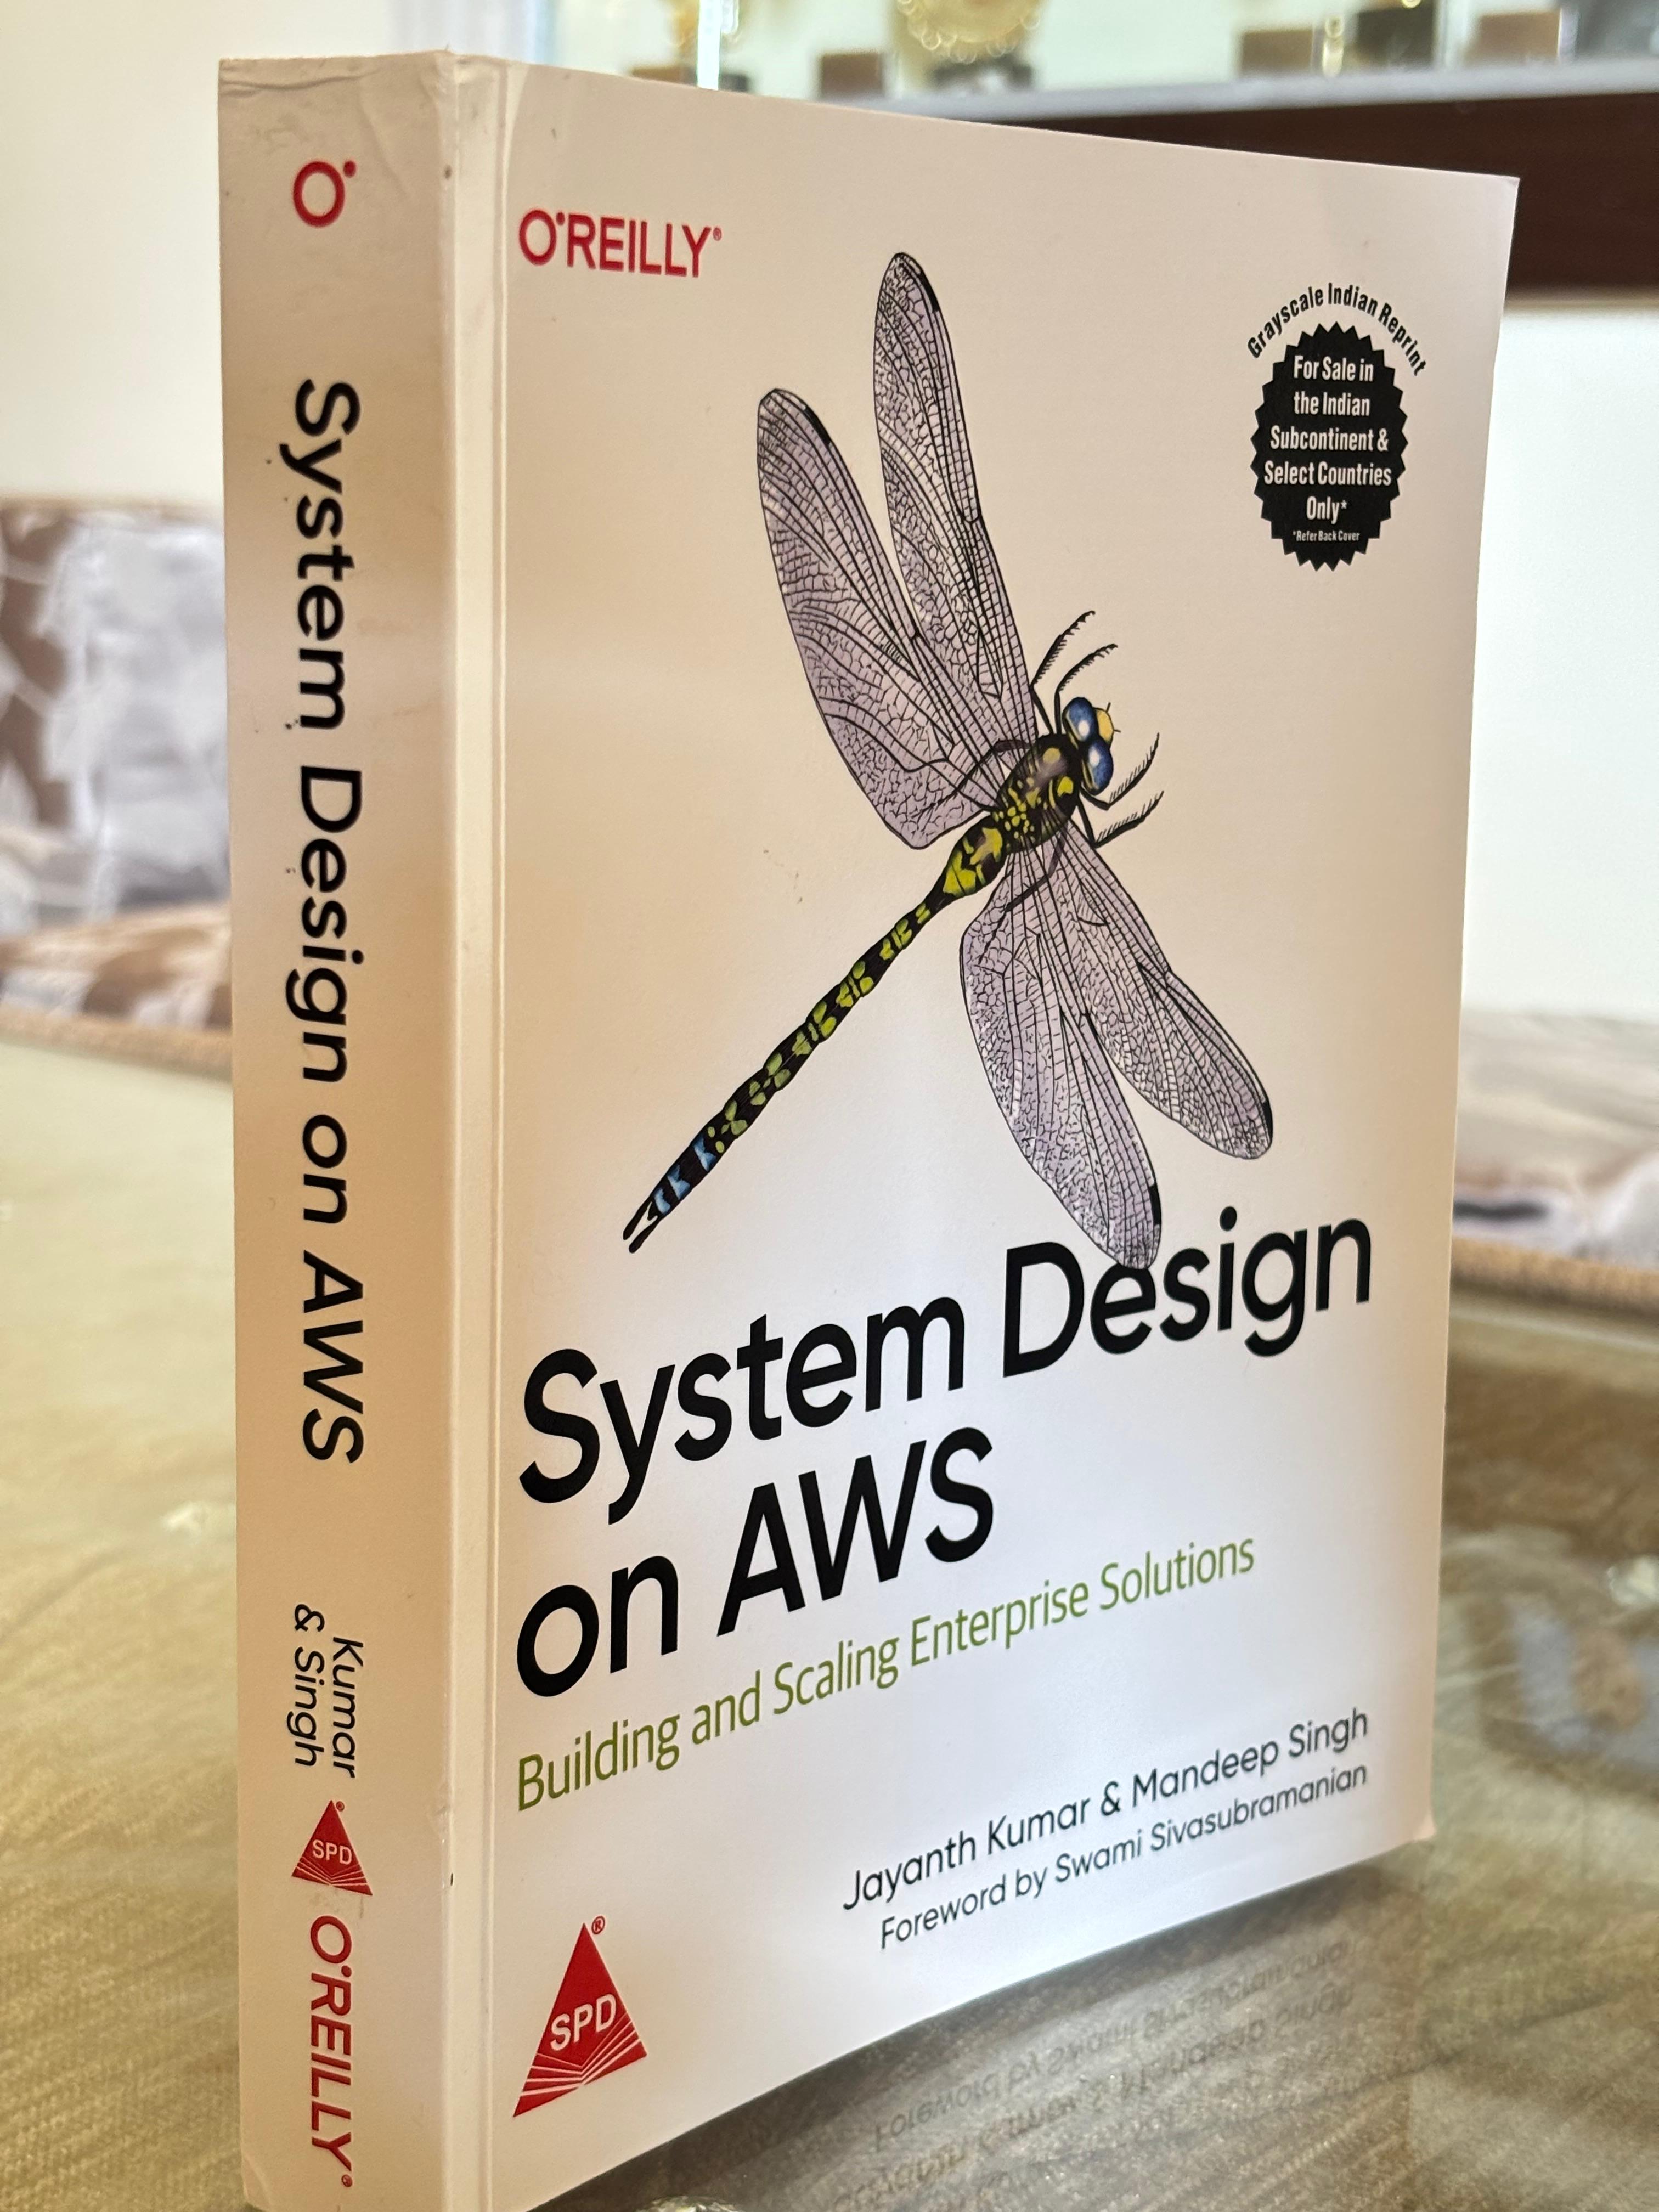 O'REILLY®
Grayscale Indian Reprint
For Sale in
the Indian
Subcontinent &
Select Countries
Only*
*Refer Back Cover
System Design
on AWS
Building and Scaling Enterprise Solutions
Jayanth Kumar & Mandeep Singh
Foreword by Swami Sivasubramanian
SPD®
System Design on AWS
Kumar
& Singh
SPD®
O'REILLY®